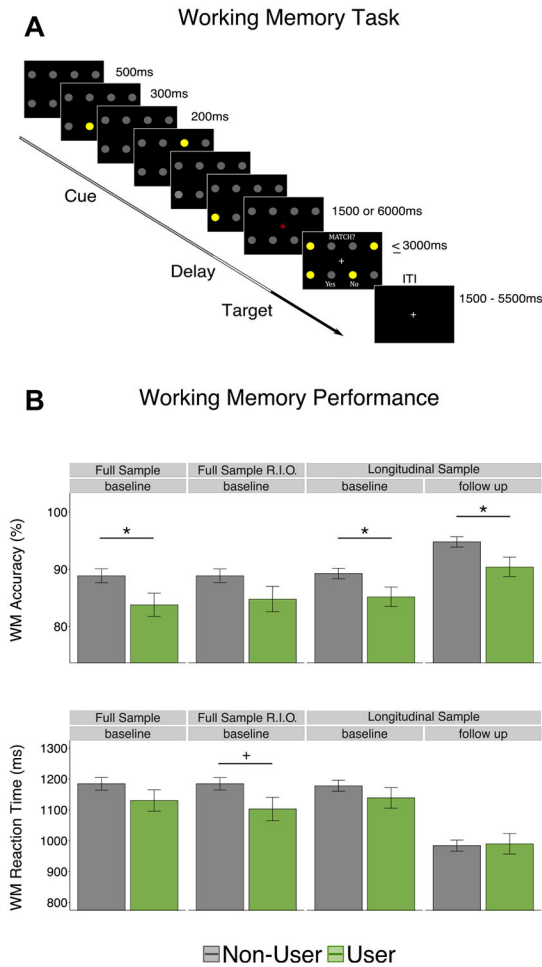 A
Working Memory Task
500ms
300ms
200ms
1500 or 6000ms
MATCH?
≤ 3000ms
Yes No
ITI
1500 - 5500ms
Cue
Delay
Target
B
Working Memory Performance
Full Sample Full Sample R.I.O. Longitudinal Sample
baseline baseline baseline follow up
WM Accuracy (%)
100
90
80
* * *
Full Sample Full Sample R.I.O. Longitudinal Sample
baseline baseline baseline follow up
WM Reaction Time (ms)
1300
1200
1100
1000
900
800
+
Non-User User